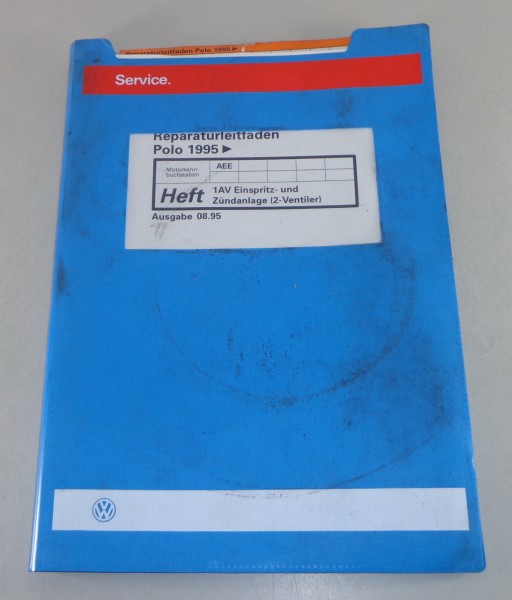 Reparaturleitfaden Polo 1995 ►
Service.
Reparaturleitfaden
Polo 1995 ►
Motorkenn-
buchstaben
AEE
Heft
1AV Einspritz- und
Zündanlage (2-Ventiler)
Ausgabe 08.95
VW